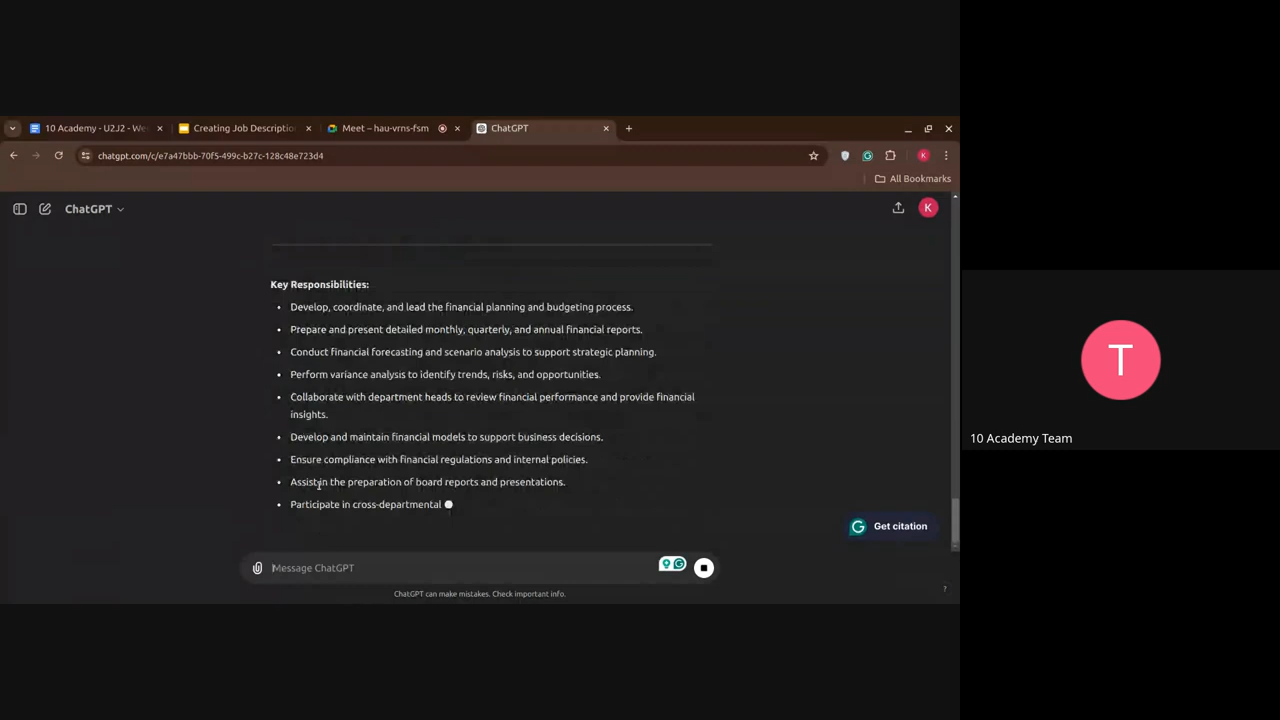 10 Academy - U2J2 - We
Creating Job Descriptio
Meet – hau-vrns-fsm
ChatGPT
chatgpt.com/c/e7a47bbb-70f5-499c-b27c-128c48e723d4
K
All Bookmarks
ChatGPT
K
Key Responsibilities:
• Develop, coordinate, and lead the financial planning and budgeting process.
• Prepare and present detailed monthly, quarterly, and annual financial reports.
• Conduct financial forecasting and scenario analysis to support strategic planning.
• Perform variance analysis to identify trends, risks, and opportunities.
• Collaborate with department heads to review financial performance and provide financial
insights.
• Develop and maintain financial models to support business decisions.
• Ensure compliance with financial regulations and internal policies.
• Assist in the preparation of board reports and presentations.
• Participate in cross-departmental
Get citation
Message ChatGPT
ChatGPT can make mistakes. Check important info.
?
T
10 Academy Team